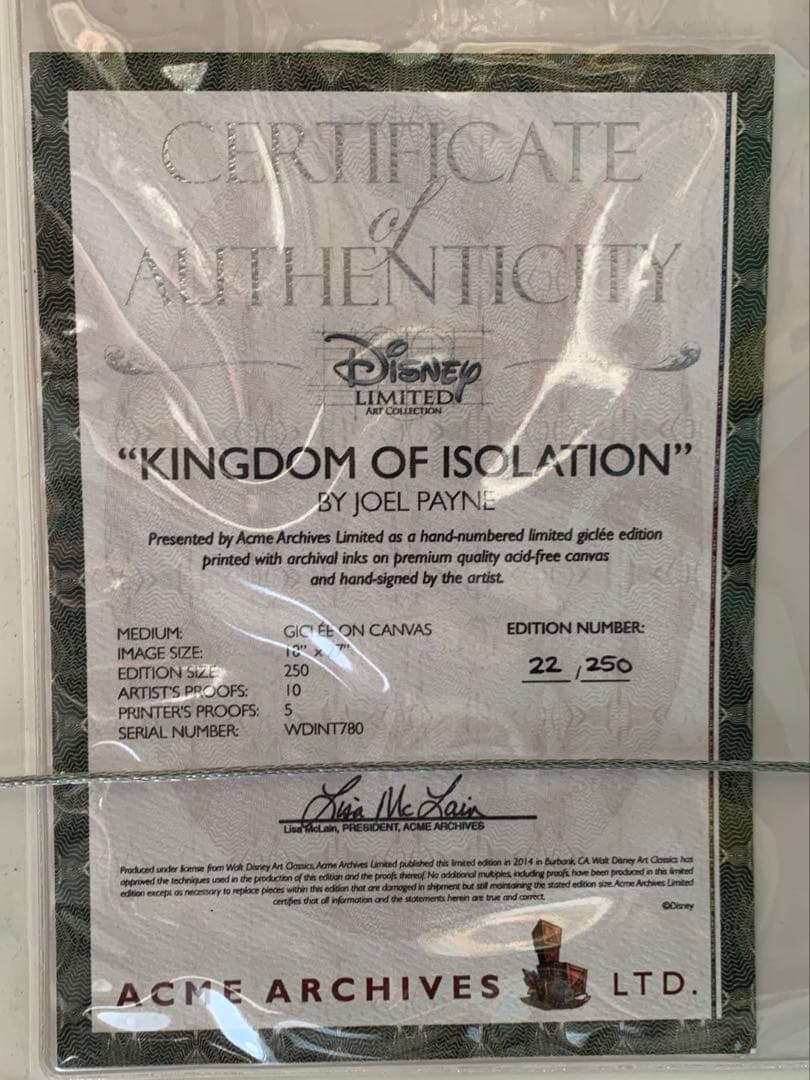 CERTIFICATE
of
AUTHENTICITY
Disney
LIMITED
ART COLLECTION
“KINGDOM OF ISOLATION”
BY JOEL PAYNE
Presented by Acme Archives Limited as a hand-numbered limited giclée edition
printed with archival inks on premium quality acid-free canvas
and hand-signed by the artist.
MEDIUM: GICLÉE ON CANVAS
IMAGE SIZE: x
EDITION SIZE: 250
ARTIST'S PROOFS: 10
PRINTER'S PROOFS: 5
SERIAL NUMBER: WDINT780
EDITION NUMBER:
22 / 250
Lisa McLain
Lisa McLain, PRESIDENT, ACME ARCHIVES
Produced under license from Walt Disney Art Classics, Acme Archives Limited published this limited edition in 2014 in Burbank, CA. Walt Disney Art Classics has
approved the techniques used in the production of this edition and the proofs thereof. No additional multiples, including proofs, have been produced in this limited
edition except as necessary to replace pieces within this edition that are damaged in shipment but still maintaining the stated edition size. Acme Archives Limited
certifies that all information and the statements herein are true and correct.
©Disney
ACME ARCHIVES LTD.